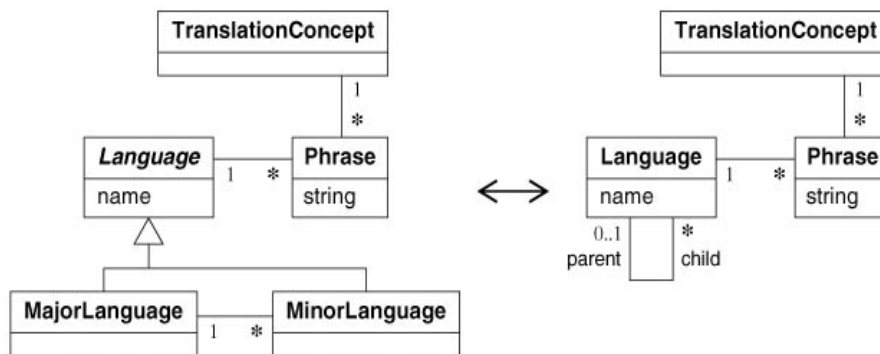 TranslationConcept
1
*
Language
name
1
*
Phrase
string
MajorLanguage
1
*
MinorLanguage
TranslationConcept
1
*
Language
name
1
*
Phrase
string
0..1
parent
*
child